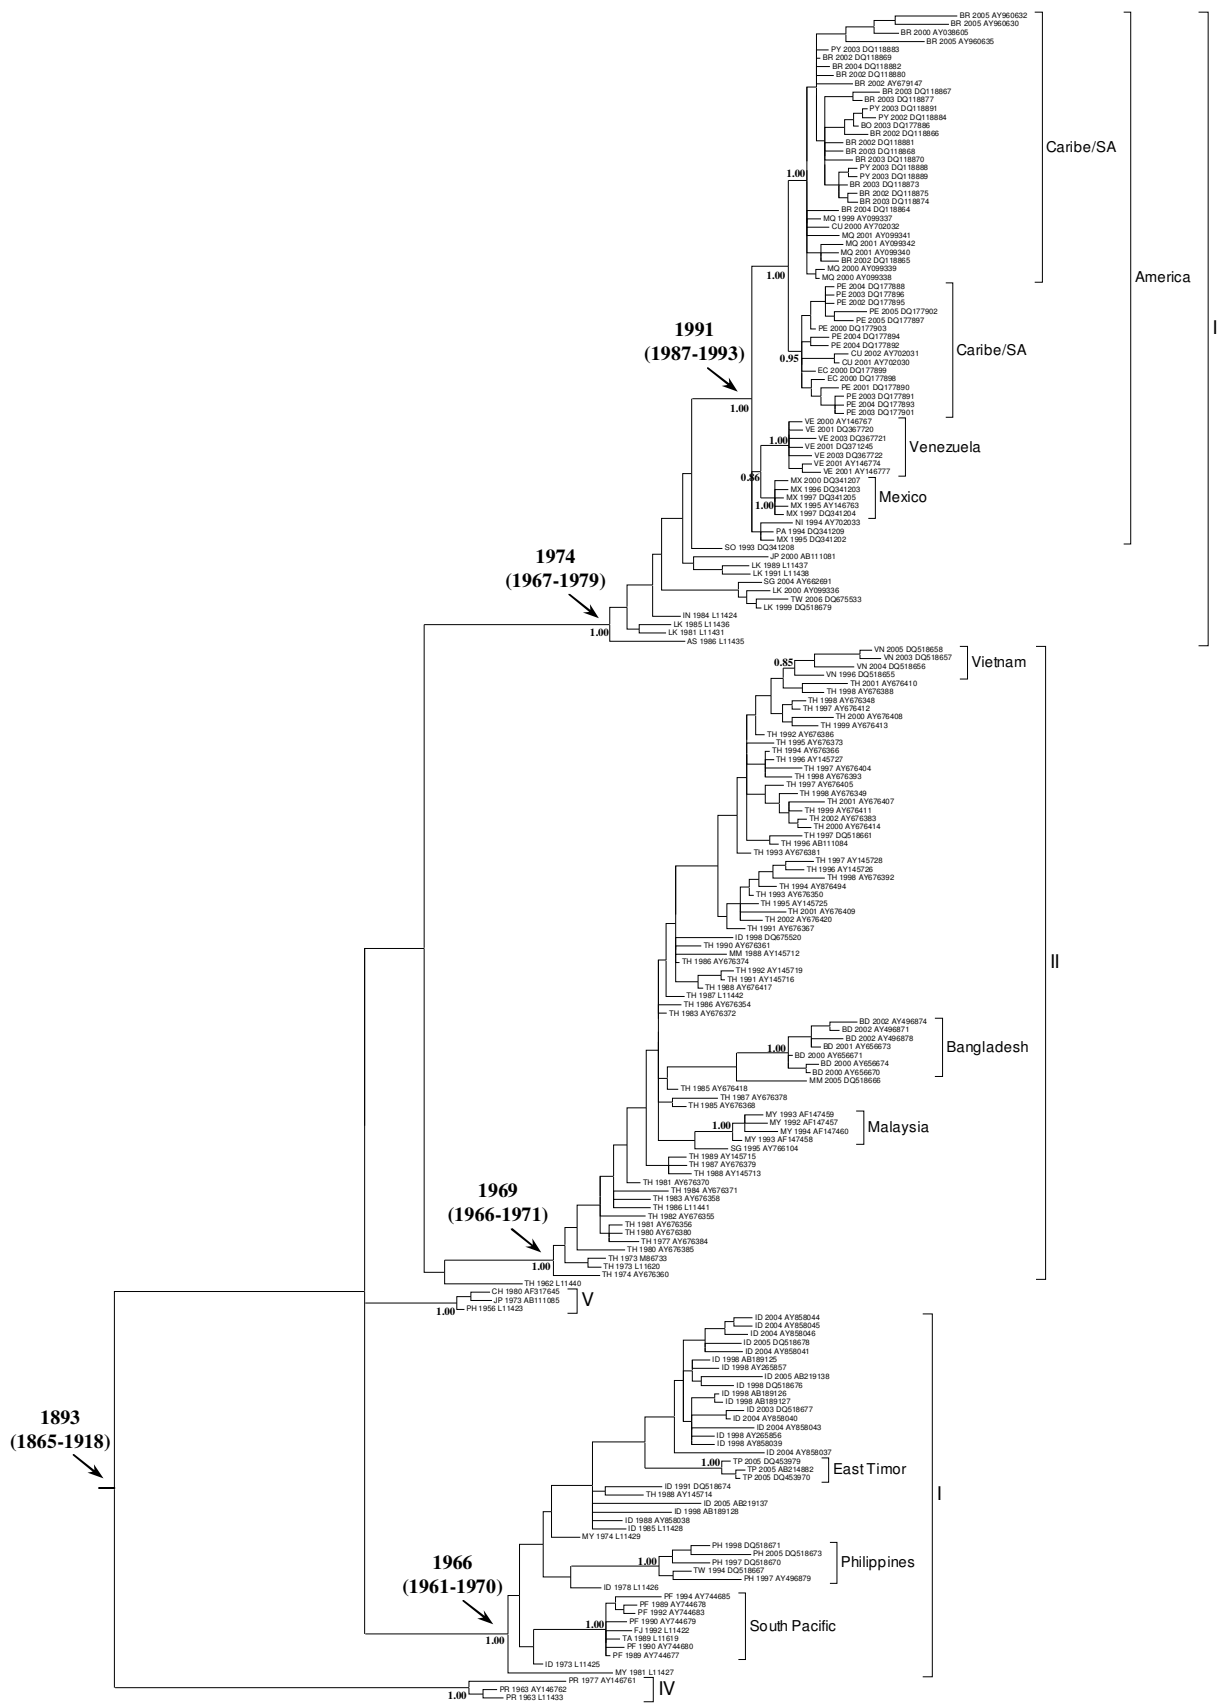 BR 2005 AY960632
BR 2005 AY960630
BR 2000 AY038605
BR 2005 AY960635
PY 2003 DQ118883
BR 2002 DQ118869
BR 2004 DQ118882
BR 2002 DQ118880
BR 2002 AY679147
BR 2003 DQ118867
BR 2003 DQ118877
PY 2003 DQ118891
PY 2002 DQ118884
BO 2003 DQ177886
BR 2002 DQ118866
BR 2002 DQ118881
Caribe/SA
BR 2003 DQ118868
BR 2003 DQ118870
PY 2003 DQ118888
1.00
PY 2003 DQ118889
BR 2003 DQ118873
BR 2002 DQ118875
BR 2003 DQ118874
BR 2004 DQ118864
MQ 1999 AY099337
CU 2000 AY702032
MQ 2001 AY099341
MQ 2001 AY099342
MQ 2001 AY099340
BR 2002 DQ118865
MQ 2000 AY099339
1.00
MQ 2000 AY099338
America
PE 2004 DQ177888
PE 2003 DQ177896
PE 2002 DQ177895
PE 2005 DQ177902
PE 2005 DQ177897
PE 2000 DQ177903
III
1991
(1987-1993)
PE 2004 DQ177894
PE 2004 DQ177892
Caribe/SA
CU 2002 AY702031
0.95
CU 2001 AY702030
EC 2000 DQ177899
EC 2000 DQ177898
PE 2001 DQ177890
PE 2003 DQ177891
PE 2004 DQ177893
1.00
PE 2003 DQ177901
VE 2000 AY146767
VE 2001 DQ367720
VE 2003 DQ367721
1.00
VE 2001 DQ371245
Venezuela
VE 2003 DQ367722
VE 2001 AY146774
VE 2001 AY146777
0.86
MX 2000 DQ341207
MX 1996 DQ341203
MX 1997 DQ341205
Mexico
1.00
MX 1995 AY146763
MX 1997 DQ341204
NI 1994 AY702033
PA 1994 DQ341209
MX 1995 DQ341202
SO 1993 DQ341208
1974
(1967-1979)
JP 2000 AB111081
LK 1989 L11437
LK 1991 L11438
SG 2004 AY662691
LK 2000 AY099336
TW 2006 DQ675533
LK 1999 DQ518679
IN 1984 L11424
LK 1985 L11436
1.00
LK 1981 L11431
AS 1986 L11435
VN 2005 DQ518658
VN 2003 DQ518657
0.85
Vietnam
VN 2004 DQ518656
VN 1996 DQ518655
TH 2001 AY676410
TH 1998 AY676388
TH 1998 AY676348
TH 1997 AY676412
TH 2000 AY676408
TH 1999 AY676413
TH 1992 AY676386
TH 1995 AY676373
TH 1994 AY676366
TH 1996 AY145727
TH 1997 AY676404
TH 1998 AY676393
TH 1997 AY676405
TH 1998 AY676349
TH 2001 AY676407
TH 1999 AY676411
TH 2002 AY676383
TH 2000 AY676414
TH 1997 DQ518661
TH 1996 AB111084
TH 1993 AY676381
TH 1997 AY145728
TH 1996 AY145726
TH 1998 AY676392
TH 1994 AY876494
TH 1993 AY676350
TH 1995 AY145725
TH 2001 AY676409
TH 2002 AY676420
TH 1991 AY676367
ID 1998 DQ675520
TH 1990 AY676361
MM 1988 AY145712
TH 1986 AY676374
II
TH 1992 AY145719
TH 1991 AY145716
TH 1988 AY676417
TH 1987 L11442
TH 1986 AY676354
TH 1983 AY676372
BD 2002 AY496874
BD 2002 AY496871
BD 2002 AY496878
Bangladesh
1.00
BD 2001 AY656673
BD 2000 AY656671
BD 2000 AY656674
BD 2000 AY656670
MM 2005 DQ518666
TH 1985 AY676418
TH 1987 AY676378
TH 1985 AY676368
MY 1993 AF147459
1.00
MY 1992 AF147457
Malaysia
MY 1994 AF147460
MY 1993 AF147458
SG 1995 AY766104
TH 1989 AY145715
TH 1987 AY676379
TH 1988 AY145713
TH 1981 AY676370
1969
(1966-1971)
TH 1984 AY676371
TH 1983 AY676358
TH 1986 L11441
TH 1982 AY676355
TH 1981 AY676356
TH 1980 AY676380
TH 1977 AY676384
TH 1980 AY676385
TH 1973 M86733
1.00
TH 1973 L11620
TH 1974 AY676360
TH 1962 L11440
CH 1980 AF317645
JP 1973 AB111085
V
1.00
PH 1956 L11423
ID 2004 AY858044
ID 2004 AY858045
ID 2004 AY858046
ID 2005 DQ518678
ID 2004 AY858041
ID 1998 AB189125
ID 1998 AY265857
ID 2005 AB219138
ID 1998 DQ518676
ID 1998 AB189126
ID 1998 AB189127
ID 2003 DQ518677
ID 2004 AY858040
1893
(1865-1918)
ID 2004 AY858043
ID 1998 AY265856
ID 1998 AY858039
ID 2004 AY858037
1.00
TP 2005 DQ453979
TP 2005 AB214882
East Timor
TP 2005 DQ453970
ID 1991 DQ518674
TH 1988 AY145714
I
ID 2005 AB219137
ID 1998 AB189128
ID 1988 AY858038
ID 1985 L11428
MY 1974 L11429
PH 1998 DQ518671
PH 2005 DQ518673
1.00
PH 1997 DQ518670
Philippines
TW 1994 DQ518667
PH 1997 AY496879
1966
(1961-1970)
ID 1978 L11426
PF 1994 AY744685
PF 1989 AY744678
PF 1992 AY744683
PF 1990 AY744679
1.00
South Pacific
FJ 1992 L11422
TA 1989 L11619
1.00
PF 1990 AY744680
PF 1989 AY744677
ID 1973 L11425
MY 1981 L11427
PR 1977 AY146761
PR 1963 AY146762
IV
1.00
PR 1963 L11433